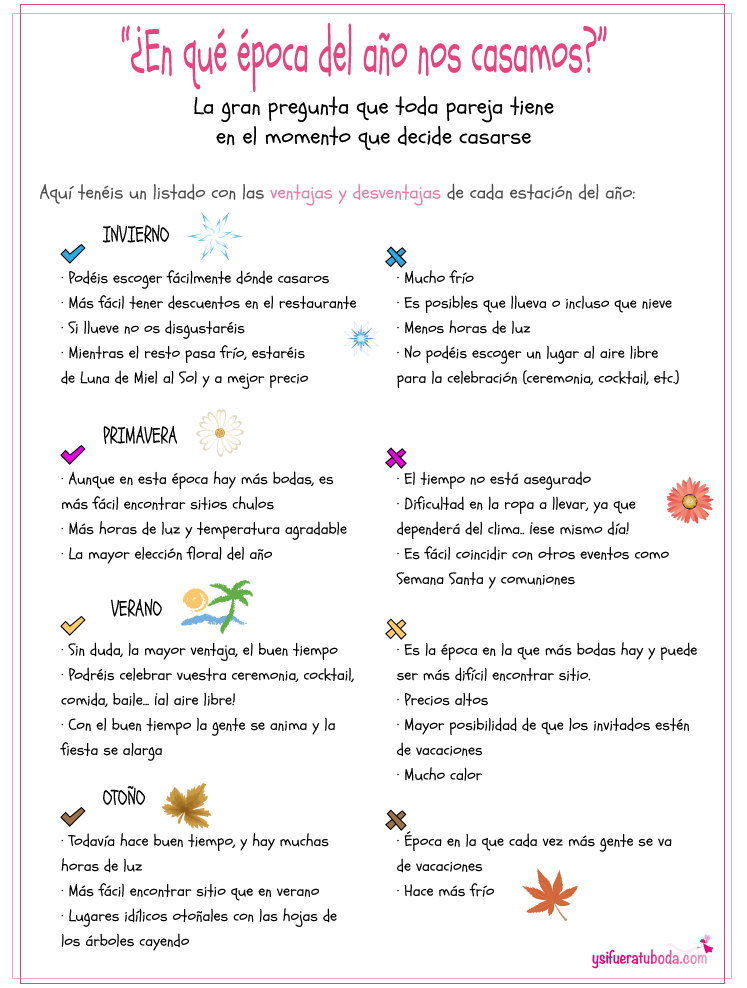 “¿En qué época del año nos casamos?”
La gran pregunta que toda pareja tiene
en el momento que decide casarse
Aquí tenéis un listado con las ventajas y desventajas de cada estación del año:
INVIERNO
· Podéis escoger fácilmente dónde casaros
· Más fácil tener descuentos en el restaurante
· Si llueve no os disgustaréis
· Mientras el resto pasa frío, estaréis
de Luna de Miel al Sol y a mejor precio
· Mucho frío
· Es posibles que llueva o incluso que nieve
· Menos horas de luz
· No podéis escoger un lugar al aire libre
para la celebración (ceremonia, cocktail, etc.)
PRIMAVERA
· Aunque en esta época hay más bodas, es
más fácil encontrar sitios chulos
· Más horas de luz y temperatura agradable
· La mayor elección floral del año
· El tiempo no está asegurado
· Dificultad en la ropa a llevar, ya que
dependerá del clima.. ¡ese mismo día!
· Es fácil coincidir con otros eventos como
Semana Santa y comuniones
VERANO
· Sin duda, la mayor ventaja, el buen tiempo
· Podréis celebrar vuestra ceremonia, cocktail,
comida, baile... ¡al aire libre!
· Con el buen tiempo la gente se anima y la
fiesta se alarga
· Es la época en la que más bodas hay y puede
ser más difícil encontrar sitio.
· Precios altos
· Mayor posibilidad de que los invitados estén
de vacaciones
· Mucho calor
OTOÑO
· Todavía hace buen tiempo, y hay muchas
horas de luz
· Más fácil encontrar sitio que en verano
· Lugares idílicos otoñales con las hojas de
los árboles cayendo
· Época en la que cada vez más gente se va
de vacaciones
· Hace más frío
ysifueratuboda.com